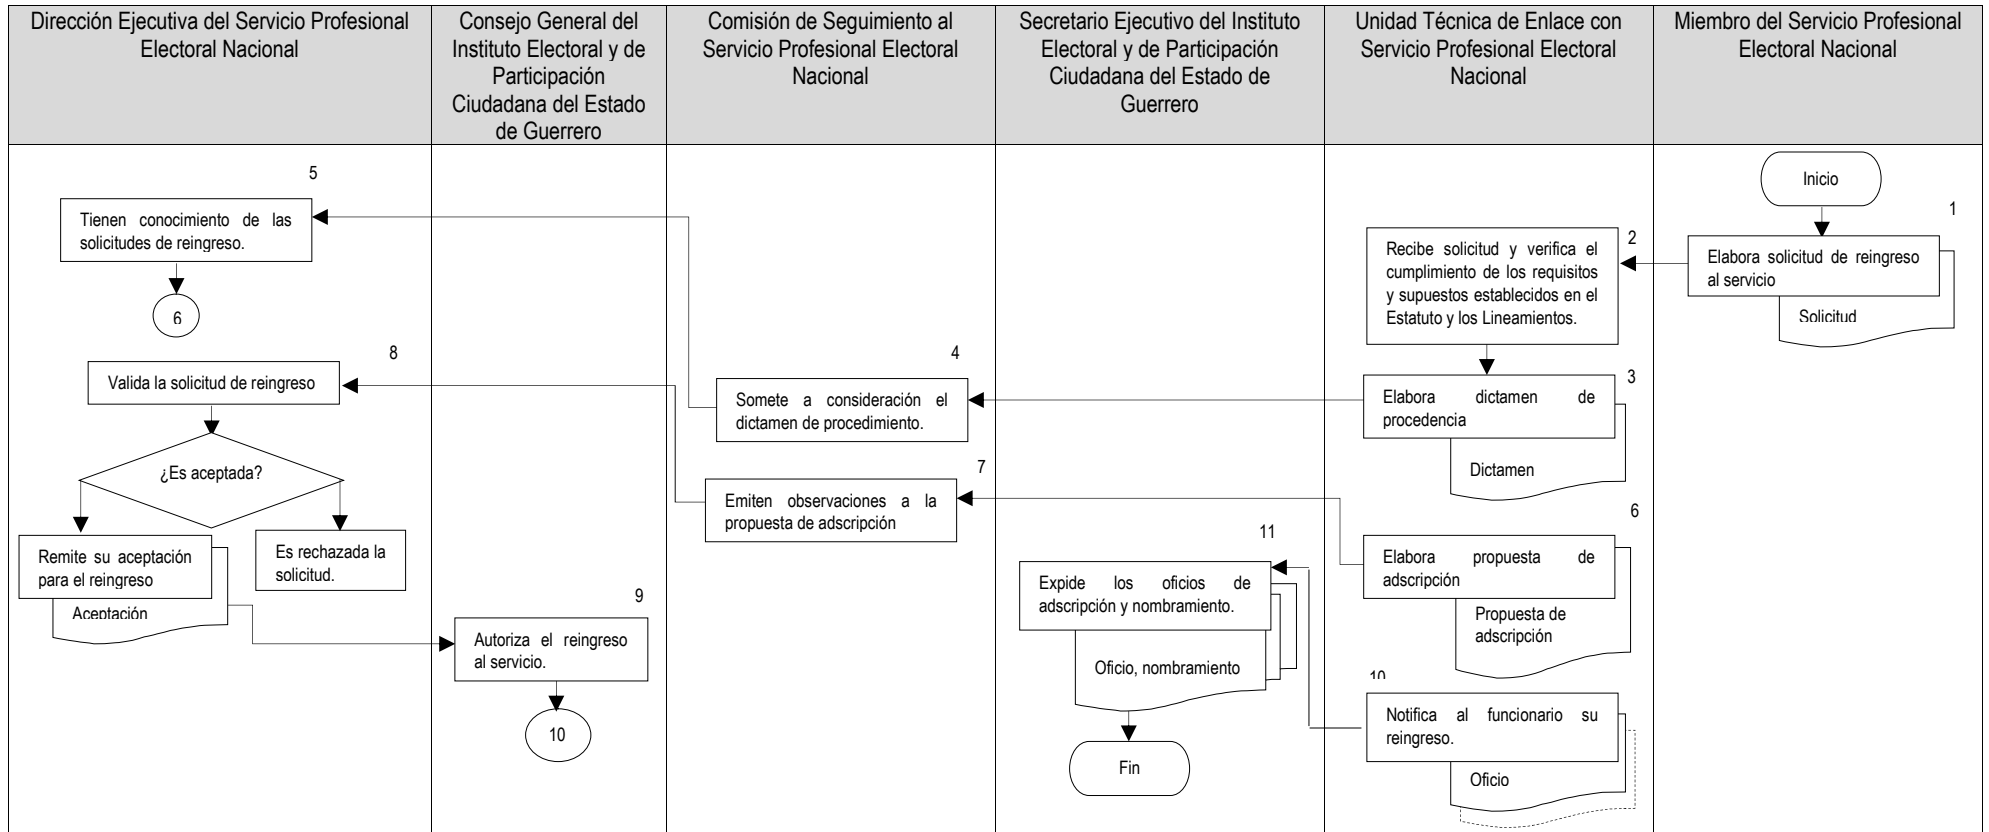 Dirección Ejecutiva del Servicio Profesional
Electoral Nacional
Consejo General del
Instituto Electoral y de
Participación
Ciudadana del Estado
de Guerrero
Comisión de Seguimiento al
Servicio Profesional Electoral
Nacional
Secretario Ejecutivo del Instituto
Electoral y de Participación
Ciudadana del Estado de
Guerrero
Unidad Técnica de Enlace con
Servicio Profesional Electoral
Nacional
Miembro del Servicio Profesional
Electoral Nacional
5
Tienen conocimiento de las
solicitudes de reingreso.
6
8
Valida la solicitud de reingreso
¿Es aceptada?
Remite su aceptación
para el reingreso
Aceptación
Es rechazada la
solicitud.
9
Autoriza el reingreso
al servicio.
10
4
Somete a consideración el
dictamen de procedimiento.
7
Emiten observaciones a la
propuesta de adscripción
11
Expide los oficios de
adscripción y nombramiento.
Oficio, nombramiento
Fin
2
Recibe solicitud y verifica el
cumplimiento de los requisitos
y supuestos establecidos en el
Estatuto y los Lineamientos.
3
Elabora dictamen de
procedencia
Dictamen
6
Elabora propuesta de
adscripción
Propuesta de
adscripción
10
Notifica al funcionario su
reingreso.
Oficio
Inicio
1
Elabora solicitud de reingreso
al servicio
Solicitud